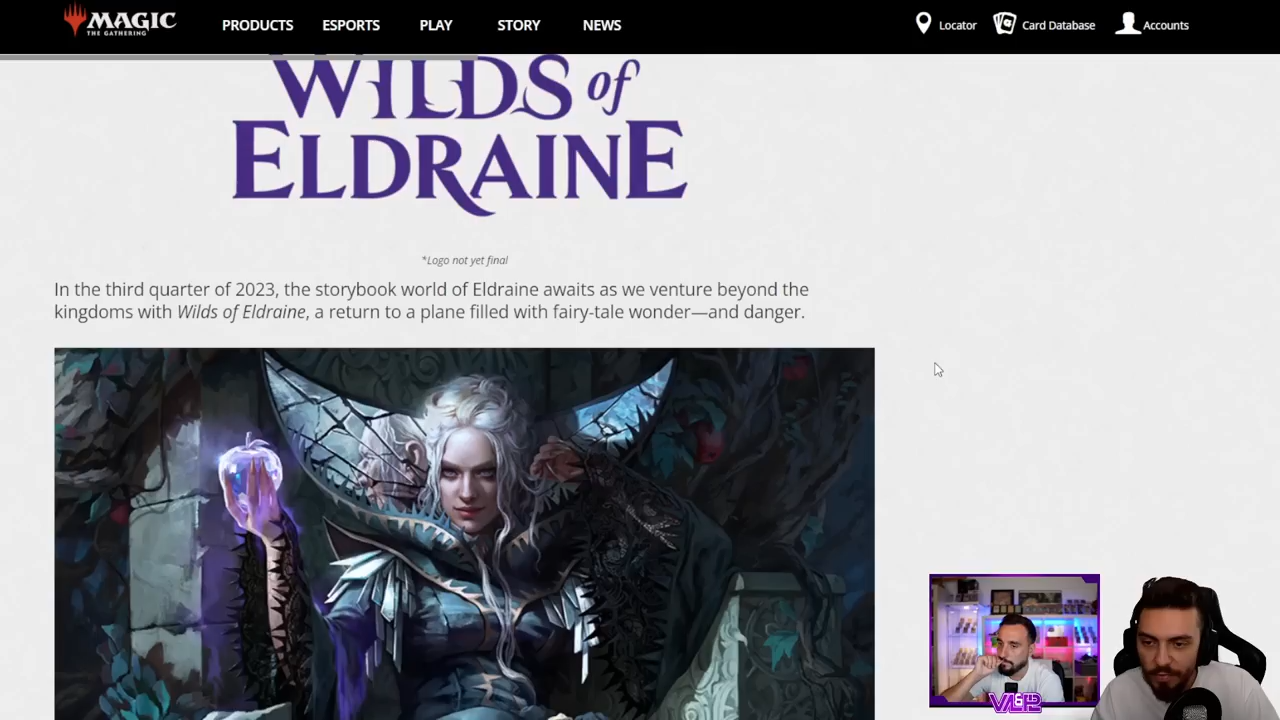 MAGIC
THE GATHERING
PRODUCTS
ESPORTS
PLAY
STORY
NEWS
Locator
Card Database
Accounts
WILDS of
ELDRAINE
*Logo not yet final
In the third quarter of 2023, the storybook world of Eldraine awaits as we venture beyond the
kingdoms with Wilds of Eldraine, a return to a plane filled with fairy-tale wonder—and danger.